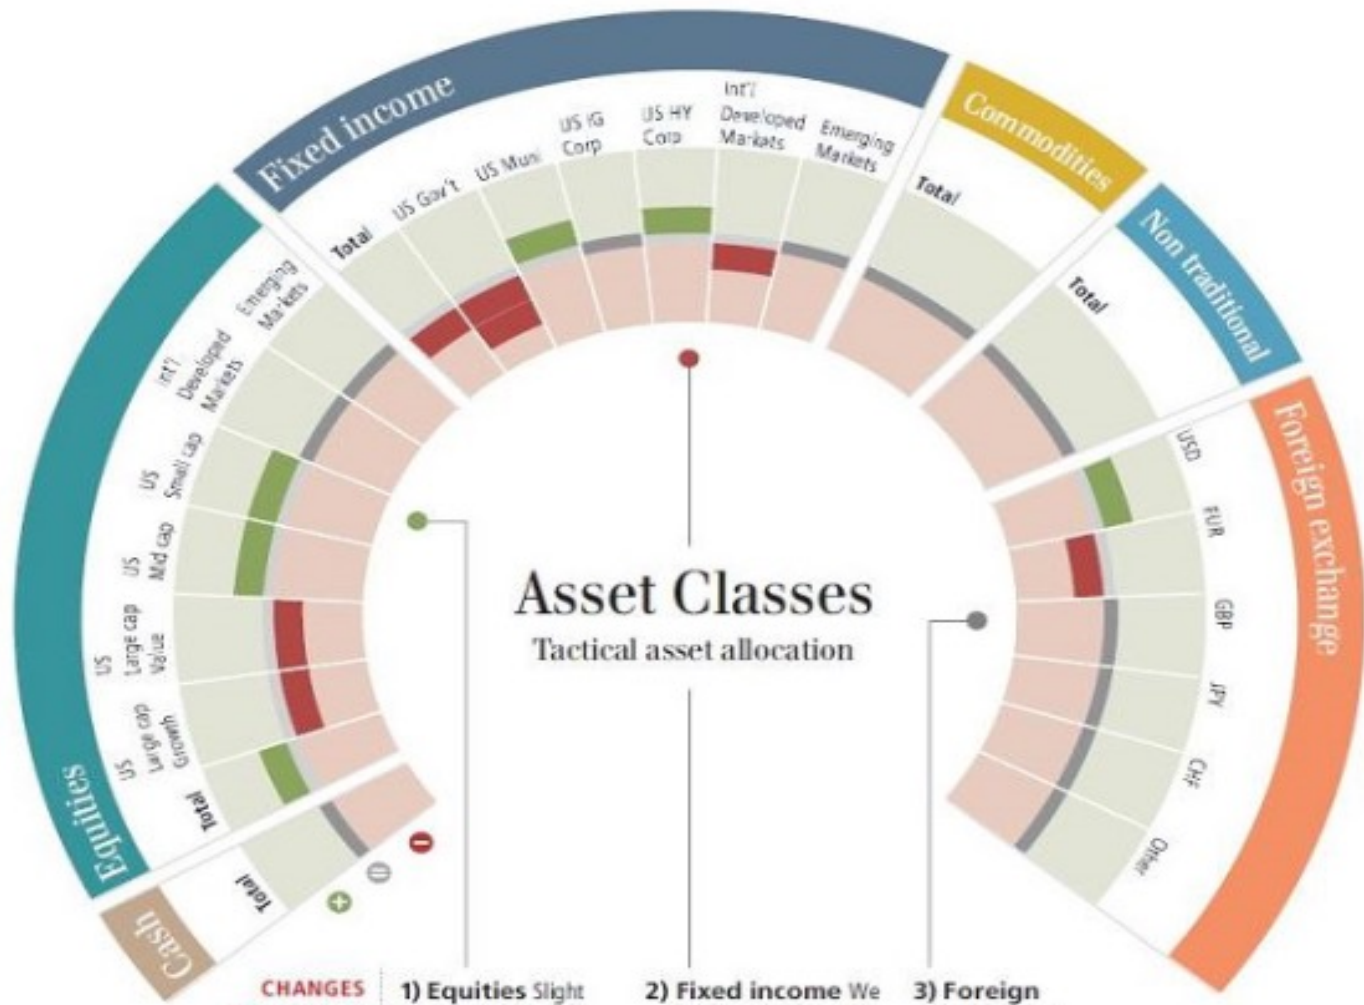 Fixed income
Commodities
Non traditional
Foreign exchange
Equities
Cash
Total
US Gov't
US Muni
US IG
Corp
US HY
Corp
Int'l
Developed
Markets
Emerging
Markets
Total
Total
USD
EUR
GBP
JPY
CHF
Other
Emerging
Markets
Int'l
Developed
Markets
US
Small cap
US
Mid cap
US
Large cap
Value
US
Large cap
Growth
Total
Total
Asset Classes
Tactical asset allocation
CHANGES
1) Equities Slight
2) Fixed income We
3) Foreign